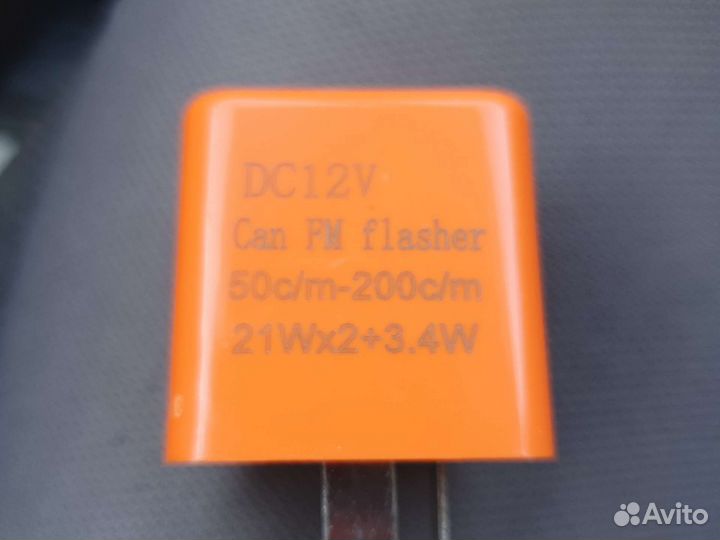 DC12V
Can FM flasher
50c/m-200c/m
21Wx2+3.4W
Avito